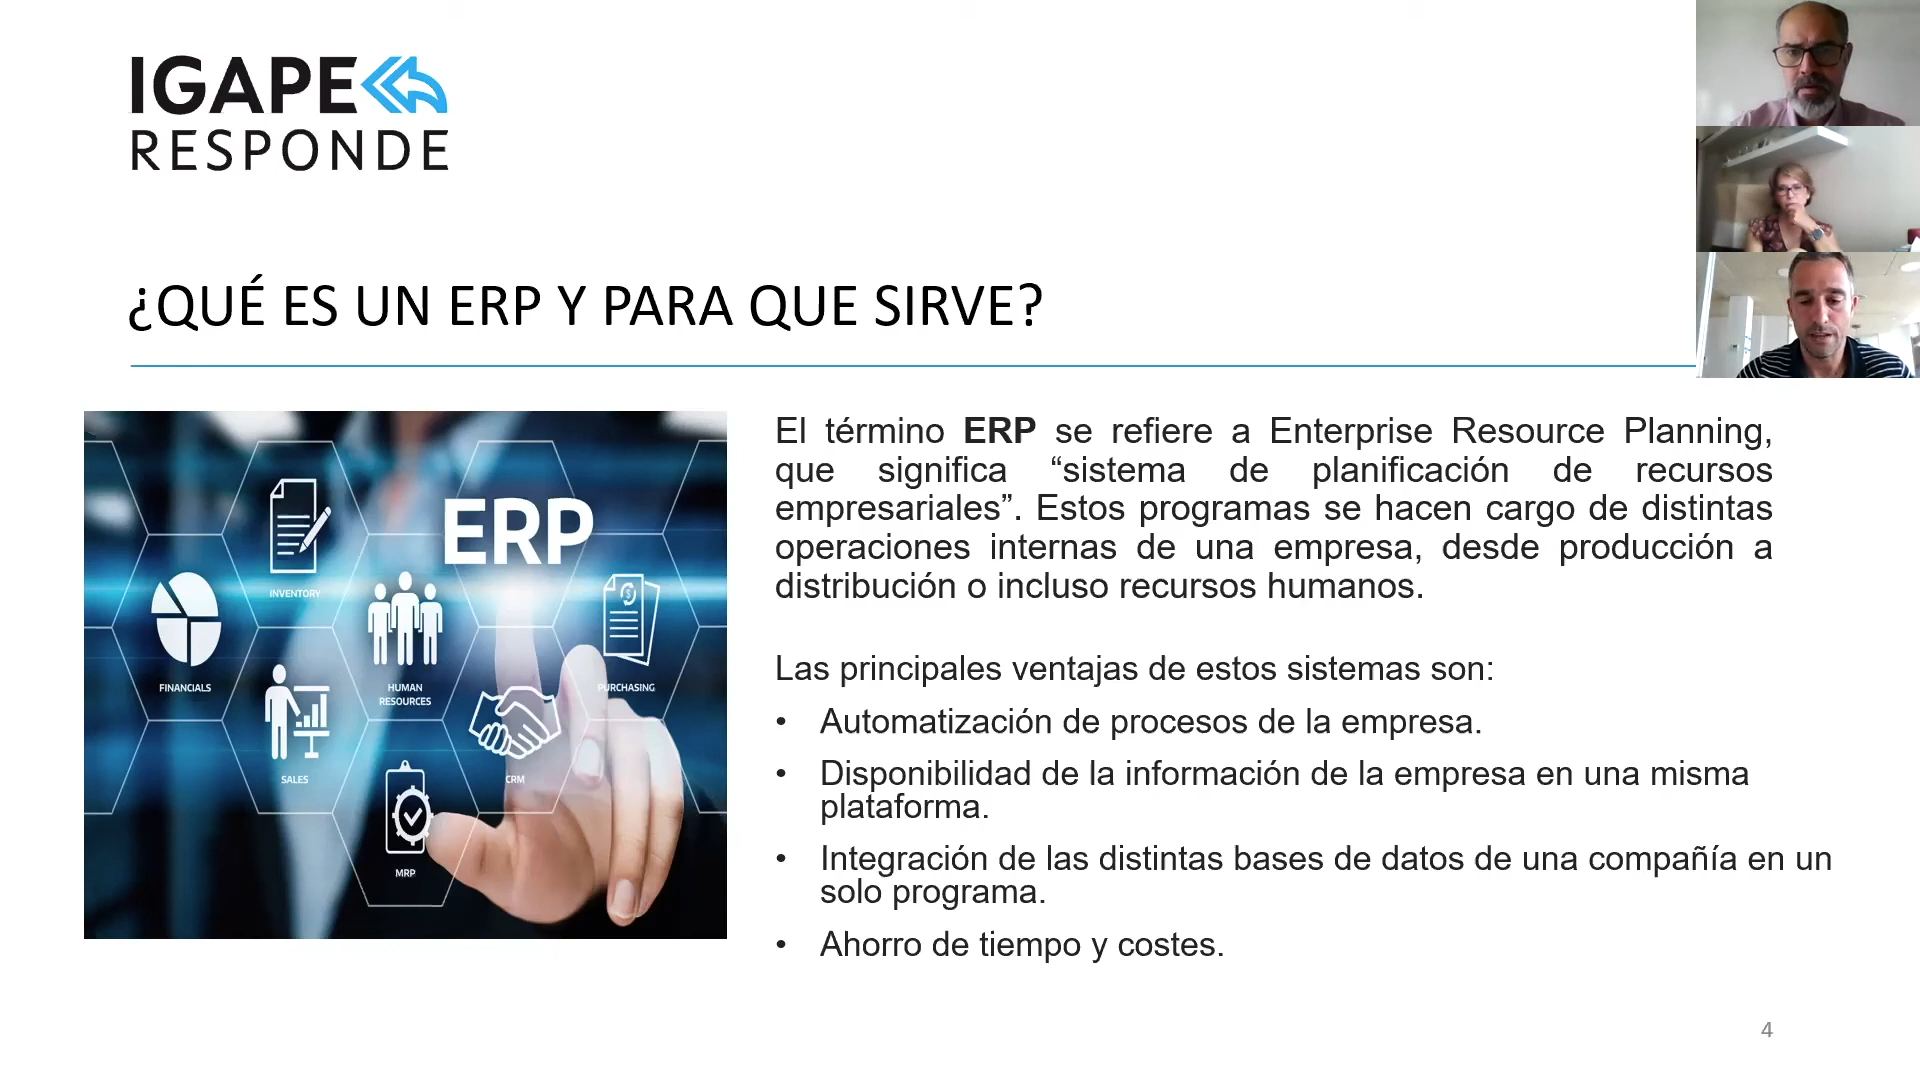 IGAPE
RESPONDE
¿QUÉ ES UN ERP Y PARA QUE SIRVE?
ERP
INVENTORY
FINANCIALS
HUMAN
RESOURCES
PURCHASING
SALES
CRM
MRP
El término ERP se refiere a Enterprise Resource Planning,
que significa “sistema de planificación de recursos
empresariales”. Estos programas se hacen cargo de distintas
operaciones internas de una empresa, desde producción a
distribución o incluso recursos humanos.
Las principales ventajas de estos sistemas son:
• Automatización de procesos de la empresa.
• Disponibilidad de la información de la empresa en una misma
plataforma.
• Integración de las distintas bases de datos de una compañía en un
solo programa.
• Ahorro de tiempo y costes.
4